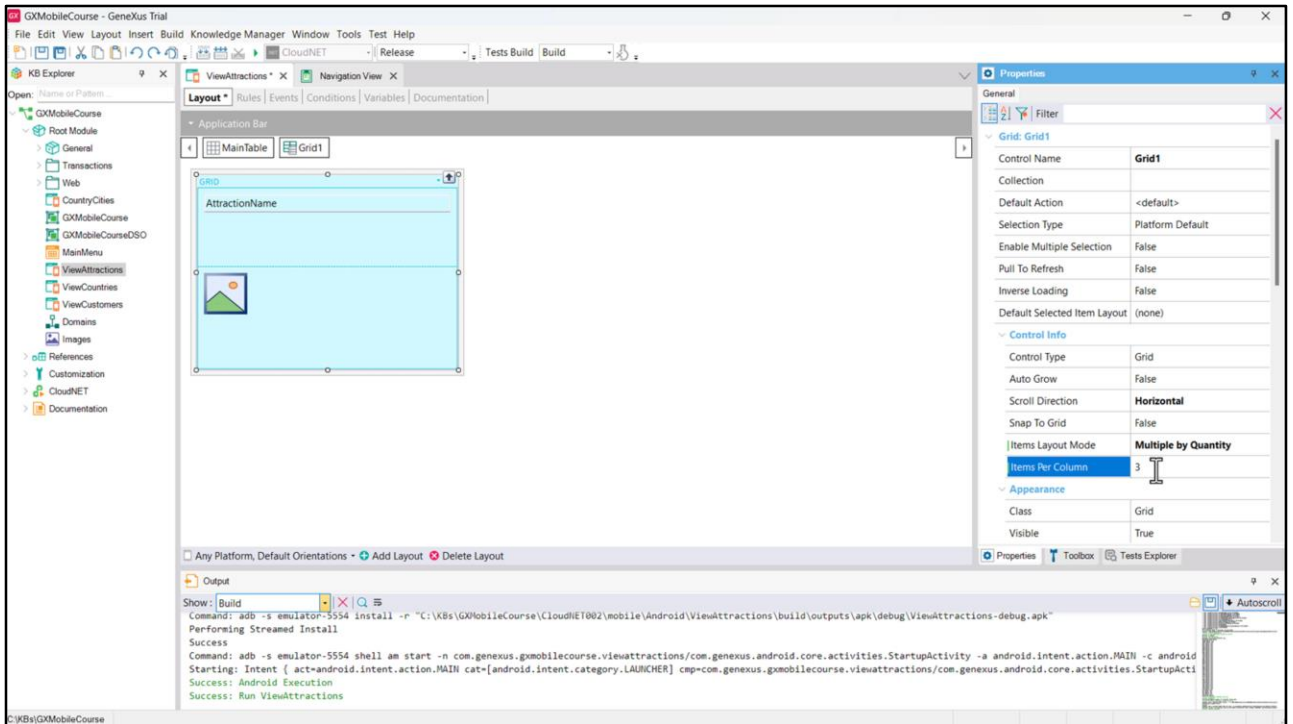 GX GXMobileCourse - GeneXus Trial
File Edit View Layout Insert Build Knowledge Manager Window Tools Test Help
CloudNET Release Tests Build Build
KB Explorer
Open: Name or Pattern...
GXMobileCourse
Root Module
General
Transactions
Web
CountryCities
GXMobileCourse
GXMobileCourseDSO
MainMenu
ViewAttractions
ViewCountries
ViewCustomers
Domains
Images
References
Customization
CloudNET
Documentation
ViewAttractions * X Navigation View X
Layout * Rules Events Conditions Variables Documentation
Application Bar
MainTable Grid1
GRID
AttractionName
Any Platform, Default Orientations Add Layout Delete Layout
Properties
General
Filter
Grid: Grid1
Control Name Grid1
Collection
Default Action <default>
Selection Type Platform Default
Enable Multiple Selection False
Pull To Refresh False
Inverse Loading False
Default Selected Item Layout (none)
Control Info
Control Type Grid
Auto Grow False
Scroll Direction Horizontal
Snap To Grid False
Items Layout Mode Multiple by Quantity
Items Per Column 3
Appearance
Class Grid
Visible True
Properties Toolbox Tests Explorer
Output
Show: Build Autoscroll
Command: adb -s emulator-5554 install -r "C:\KBs\GXMobileCourse\CloudNET002\mobile\Android\ViewAttractions\build\outputs\apk\debug\ViewAttractions-debug.apk"
Performing Streamed Install
Success
Command: adb -s emulator-5554 shell am start -n com.genexus.gxmobilecourse.viewattractions/com.genexus.android.core.activities.StartupActivity -a android.intent.action.MAIN -c android
Starting: Intent { act=android.intent.action.MAIN cat=[android.intent.category.LAUNCHER] cmp=com.genexus.gxmobilecourse.viewattractions/com.genexus.android.core.activities.StartupActi
Success: Android Execution
Success: Run ViewAttractions
C:\KBs\GXMobileCourse